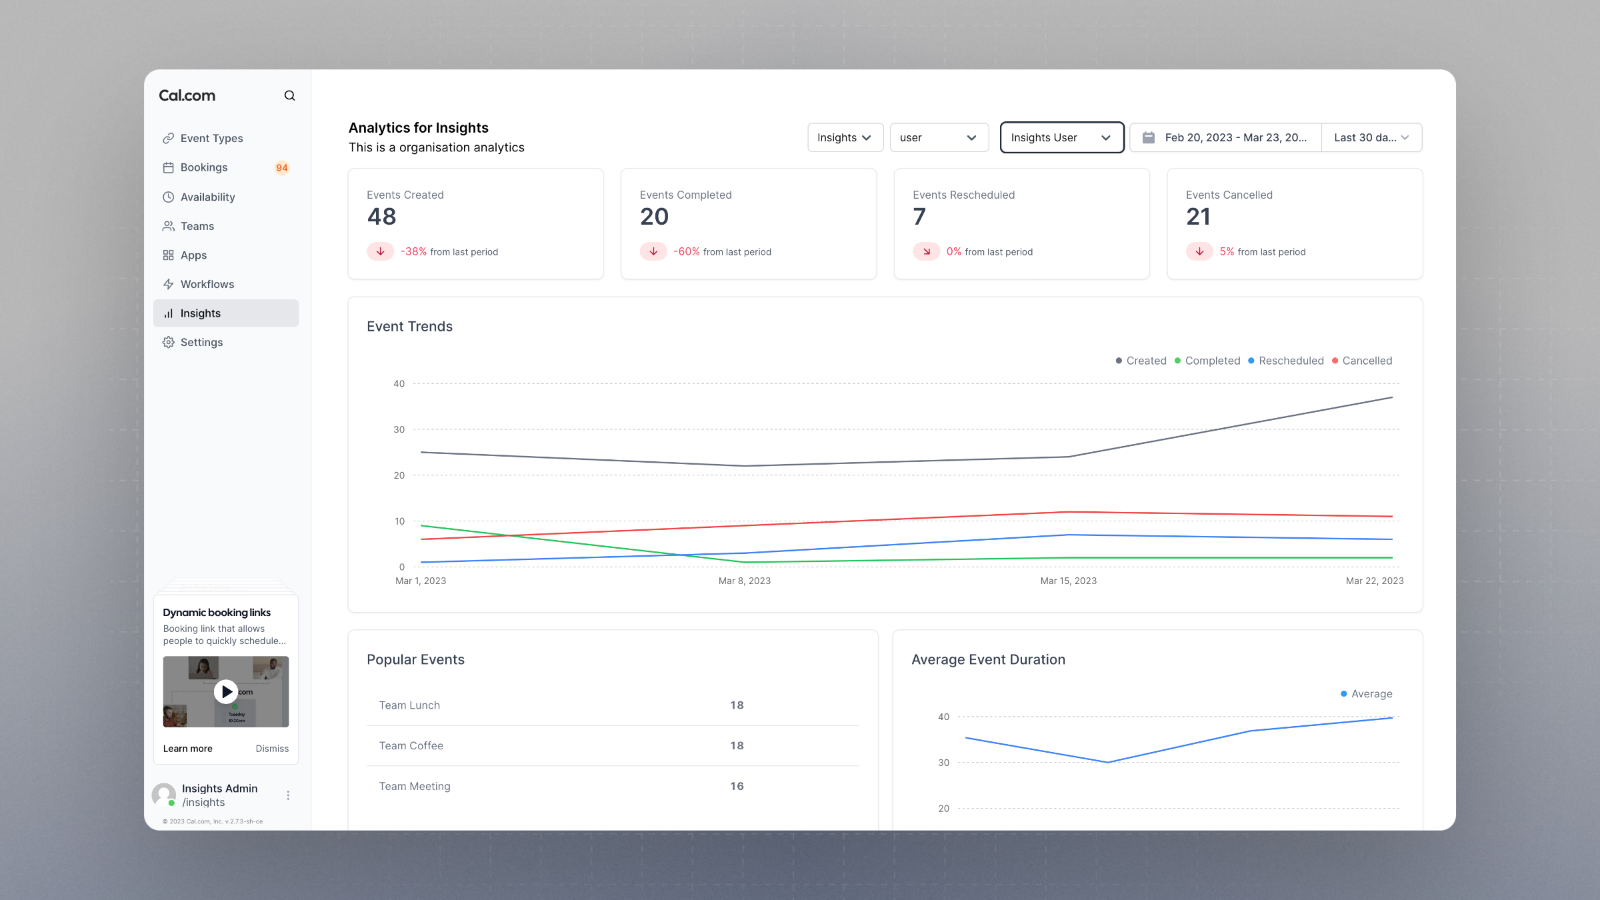 Cal.com
Event Types
Bookings 94
Availability
Teams
Apps
Workflows
Insights
Settings
Dynamic booking links
Booking link that allows
people to quickly schedule...
com
Tuesday
Learn more Dismiss
Insights Admin
/insights
© 2023 Cal.com, Inc. v.2.7.3-sh-ce
Analytics for Insights
This is a organisation analytics
Insights user Insights User Feb 20, 2023 - Mar 23, 20... Last 30 da...
Events Created
48
-38% from last period
Events Completed
20
-60% from last period
Events Rescheduled
7
0% from last period
Events Cancelled
21
5% from last period
Event Trends
Created Completed Rescheduled Cancelled
40
30
20
10
0
Mar 1, 2023 Mar 8, 2023 Mar 15, 2023 Mar 22, 2023
Popular Events
Team Lunch 18
Team Coffee 18
Team Meeting 16
Average Event Duration
Average
40
30
20